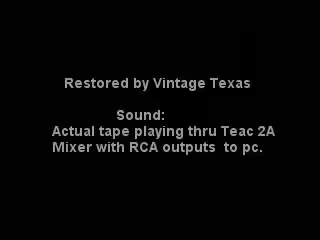 Restored by Vintage Texas
Sound:
Actual tape playing thru Teac 2A
Mixer with RCA outputs to pc.